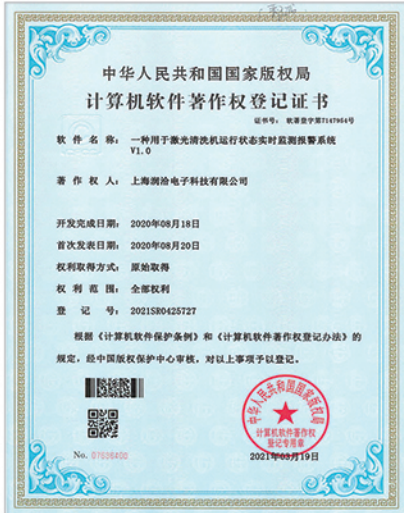 中华人民共和国国家版权局
计算机软件著作权登记证书
证书号： 软著登字第7147954号
软件名称： 一种用于激光清洗机运行状态实时监测报警系统
V1.0
著作权人： 上海润洽电子科技有限公司
开发完成日期： 2020年08月18日
首次发表日期： 2020年08月20日
权利取得方式： 原始取得
权利范围： 全部权利
登记号： 2021SR0425727
根据《计算机软件保护条例》和《计算机软件著作权登记办法》的
规定，经中国版权保护中心审核，对以上事项予以登记。
中华人民共和国国家版权局
计算机软件著作权
登记专用章
No.
2021年03月19日